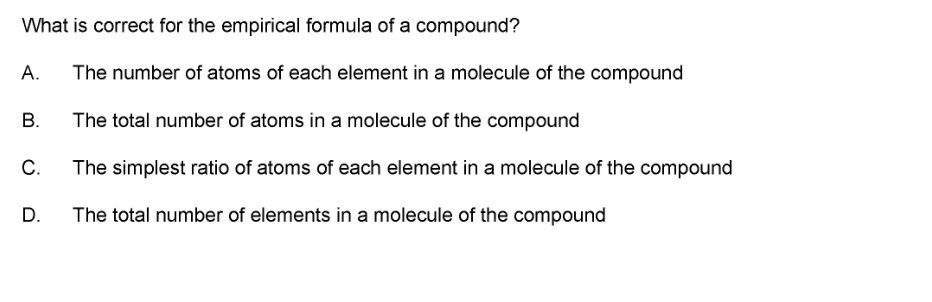 What is correct for the empirical formula of a compound?
A. The number of atoms of each element in a molecule of the compound
B. The total number of atoms in a molecule of the compound
C. The simplest ratio of atoms of each element in a molecule of the compound
D. The total number of elements in a molecule of the compound